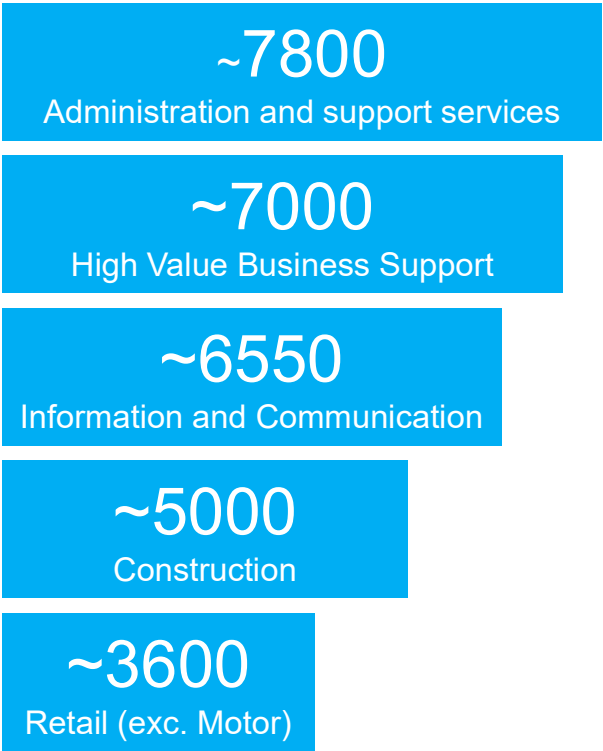 ~7800
Administration and support services
~7000
High Value Business Support
~6550
Information and Communication
~5000
Construction
~3600
Retail (exc. Motor)